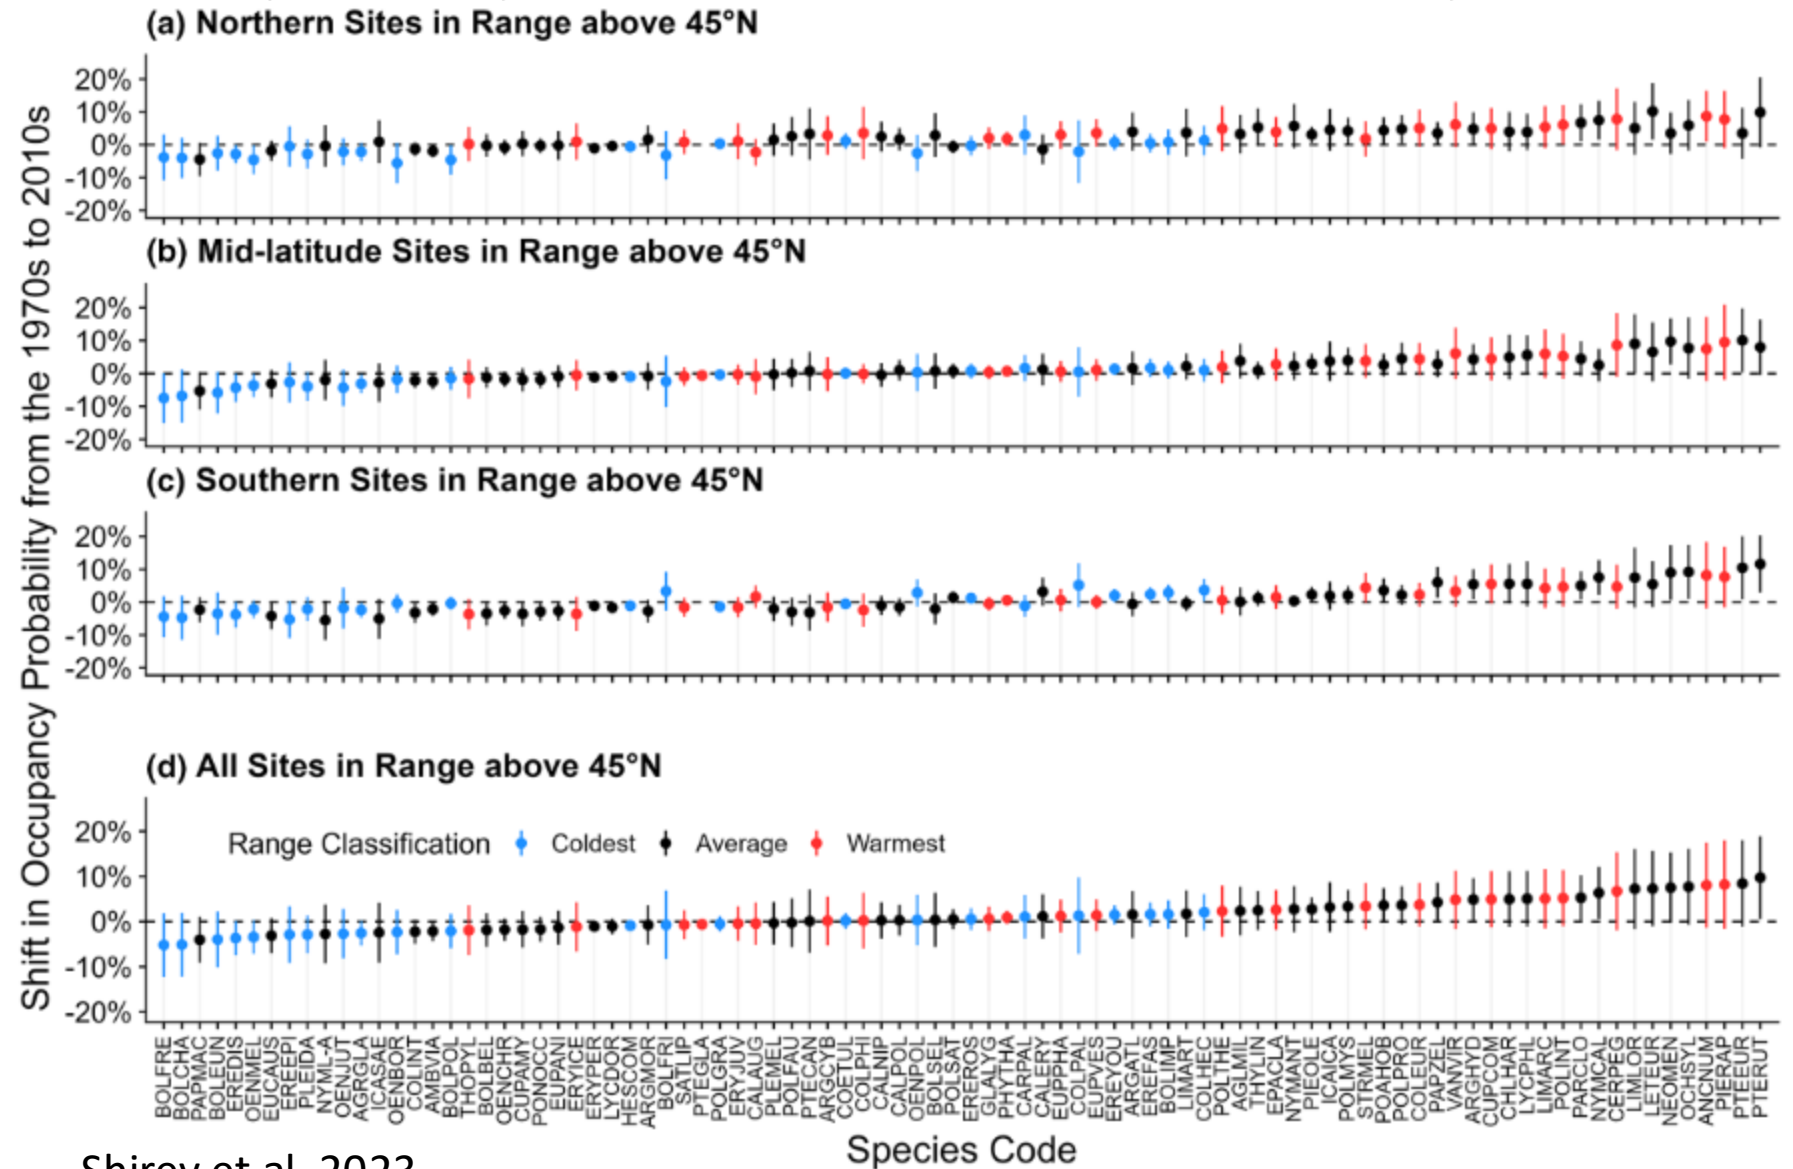 (a) Northern Sites in Range above 45°N
20%
10%
0%
-10%
-20%
(b) Mid-latitude Sites in Range above 45°N
20%
10%
0%
-10%
-20%
(c) Southern Sites in Range above 45°N
20%
10%
0%
-10%
-20%
(d) All Sites in Range above 45°N
Range Classification Coldest Average Warmest
20%
10%
0%
-10%
-20%
Shift in Occupancy Probability from the 1970s to 2010s
BOLFRE
BOLCHA
PAPMAC
BOLEUN
EREDIS
OENMEL
EUCAUS
EREEPI
PLEIDA
NYML-A
OENJUT
AGRGLA
ICASAE
OENBOR
COLINT
AMBVIA
BOLPOL
THOPYL
BOLBEL
OENCHR
CUPAMY
PONOCC
EUPANI
ERYICE
ERYPER
LYCDOR
HESCOM
ARGMOR
BOLFRI
SATLIP
PTEGLA
POLGRA
ERYJUV
CALAUG
PLEMEL
POLFAU
PTECAN
ARGCYB
COETUL
COLPHI
CALNIP
CALPOL
OENPOL
BOLSEL
POLSAT
EREROS
GLALYG
PHYTHA
CARPAL
CALERY
EUPPHA
COLPAL
EUPVES
EREYOU
ARGATL
EREFAS
BOLIMP
LIMART
COLHEC
POLTHE
AGLMIL
THYLIN
EPACLA
NYMANT
PIEOLE
ICAICA
POLMYS
STRMEL
POAHOB
POLPRO
COLEUR
PAPZEL
VANVIR
ARGHYD
CUPCOM
CHLHAR
LYCPHL
LIMARC
POLINT
PARCLO
NYMCAL
CERPEG
LIMLOR
LETEUR
NEOMEN
OCHSYL
ANCNUM
PIERAP
PTEEUR
PTERUT
Species Code
Shirey et al. 2023